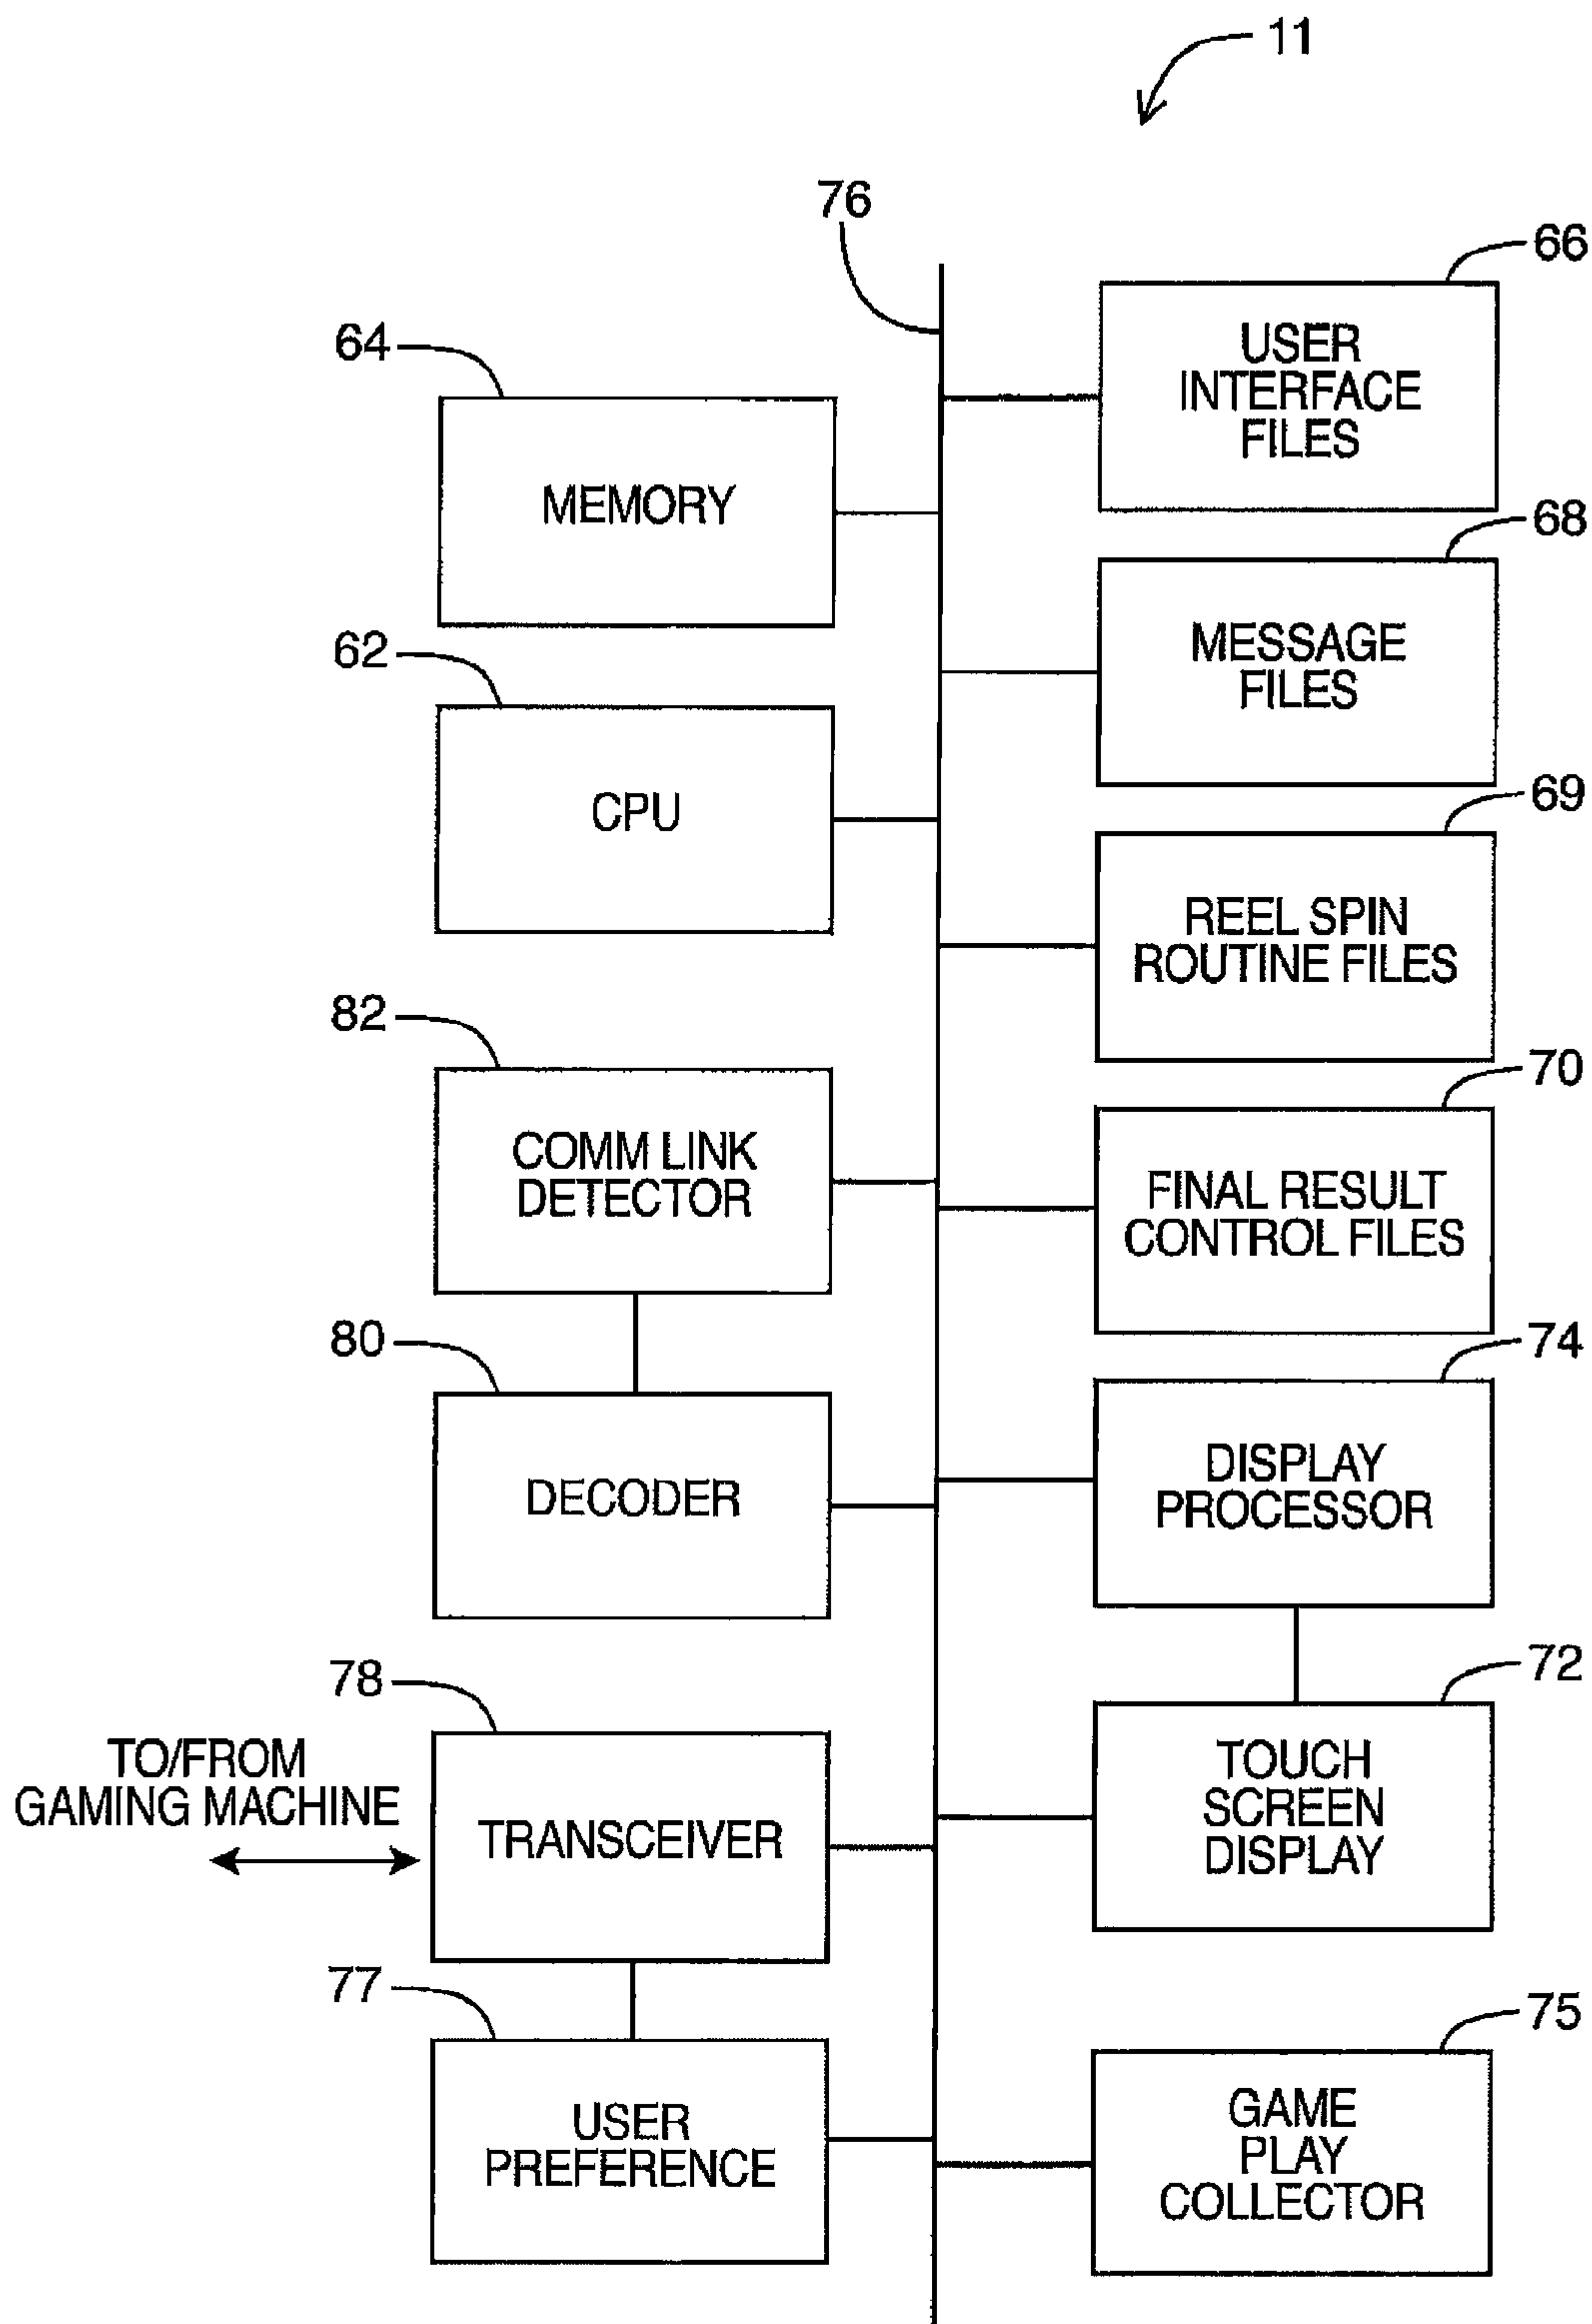 11
76
66
USER
INTERFACE
FILES
64
MEMORY
68
MESSAGE
FILES
62
CPU
69
REEL SPIN
ROUTINE FILES
82
COMM LINK
DETECTOR
70
FINAL RESULT
CONTROL FILES
80
DECODER
74
DISPLAY
PROCESSOR
78
TO/FROM
GAMING MACHINE
TRANSCEIVER
72
TOUCH
SCREEN
DISPLAY
77
USER
PREFERENCE
75
GAME
PLAY
COLLECTOR